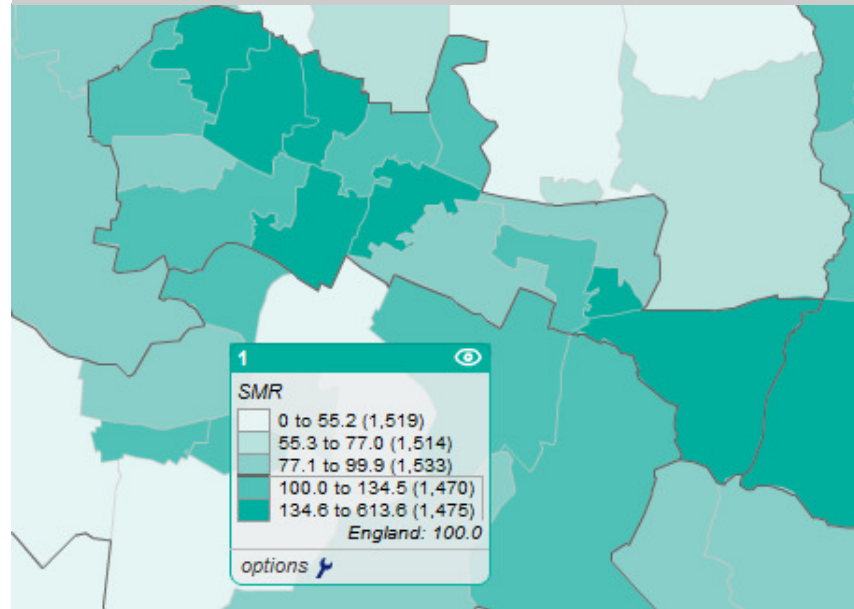 1
SMR
0 to 55.2 (1,519)
55.3 to 77.0 (1,514)
77.1 to 99.9 (1,533)
100.0 to 134.5 (1,470)
134.6 to 613.6 (1,475)
England: 100.0
options